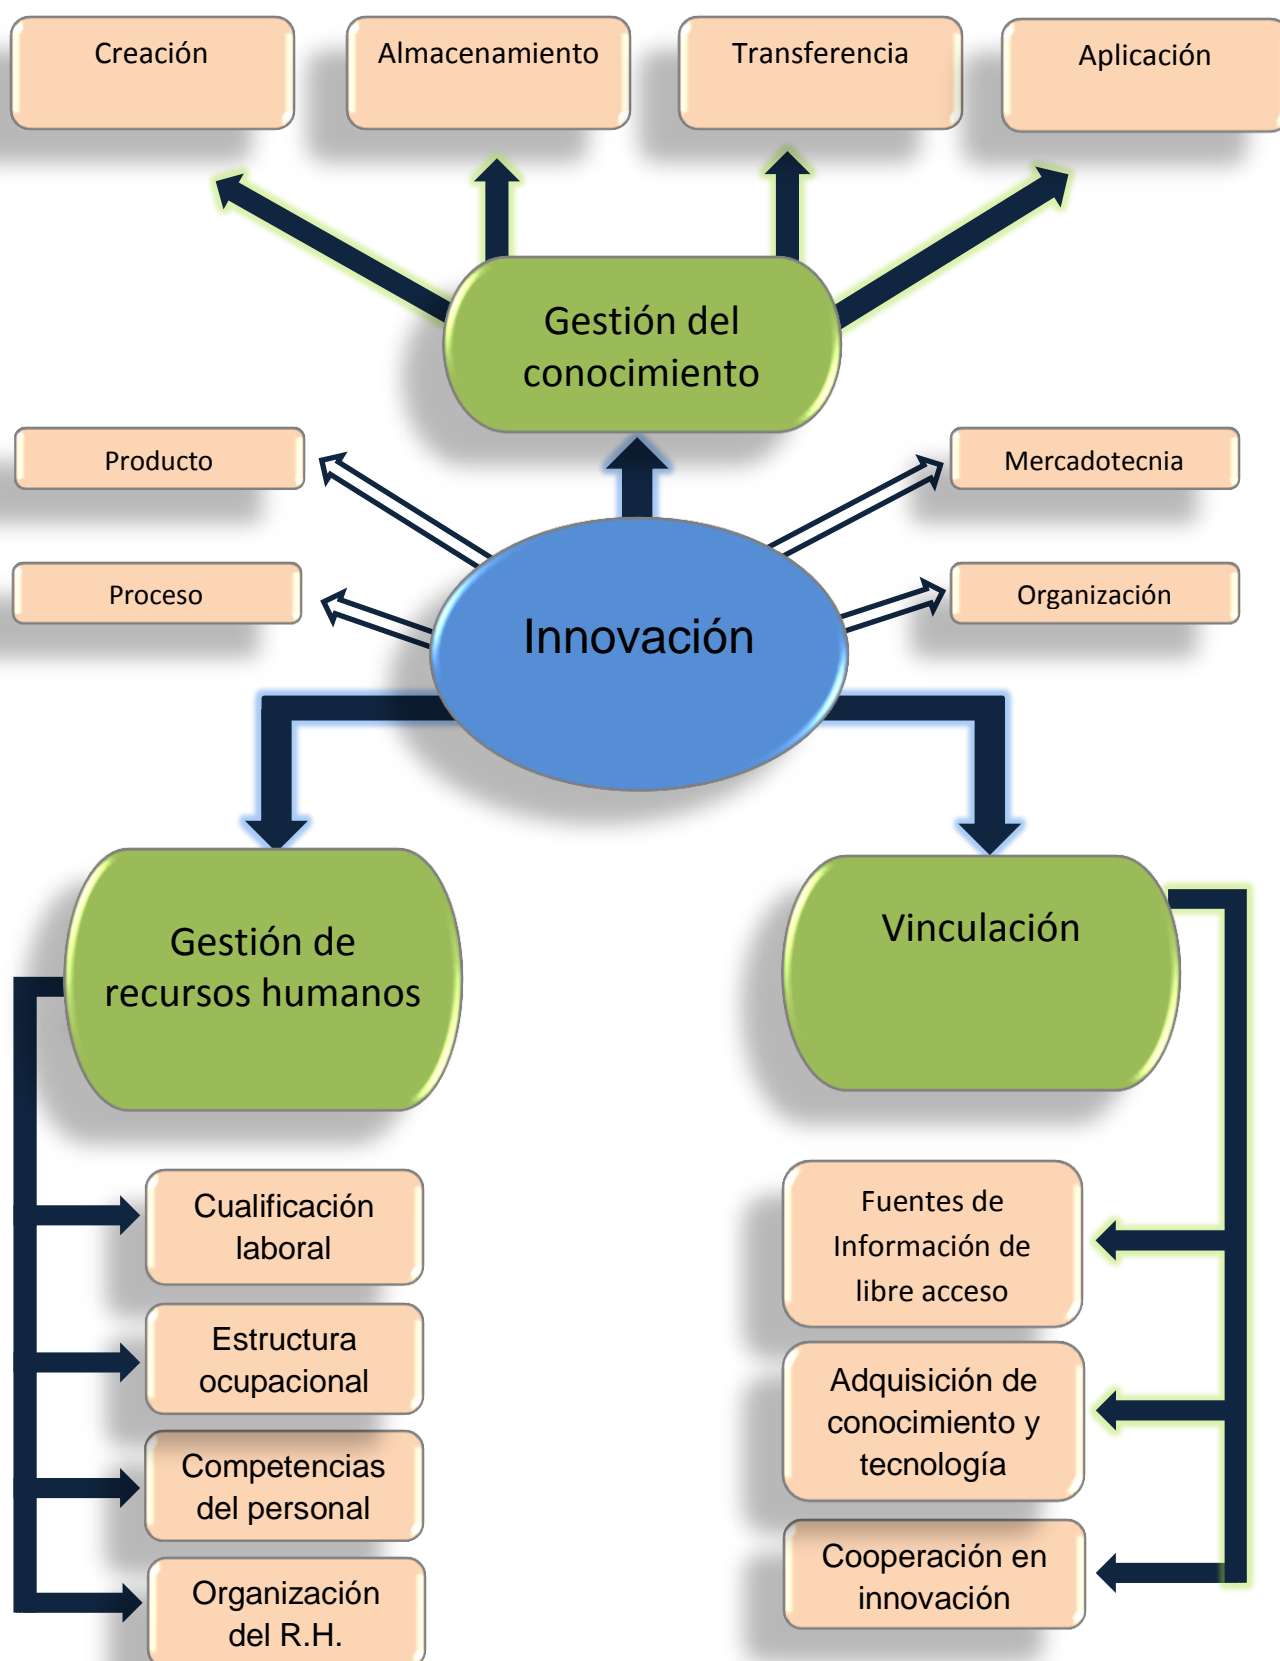 Creación
Almacenamiento
Transferencia
Aplicación
Gestión del
conocimiento
Producto
Mercadotecnia
Proceso
Organización
Innovación
Gestión de
recursos humanos
Vinculación
Cualificación
laboral
Estructura
ocupacional
Competencias
del personal
Organización
del R.H.
Fuentes de
Información de
libre acceso
Adquisición de
conocimiento y
tecnología
Cooperación en
innovación